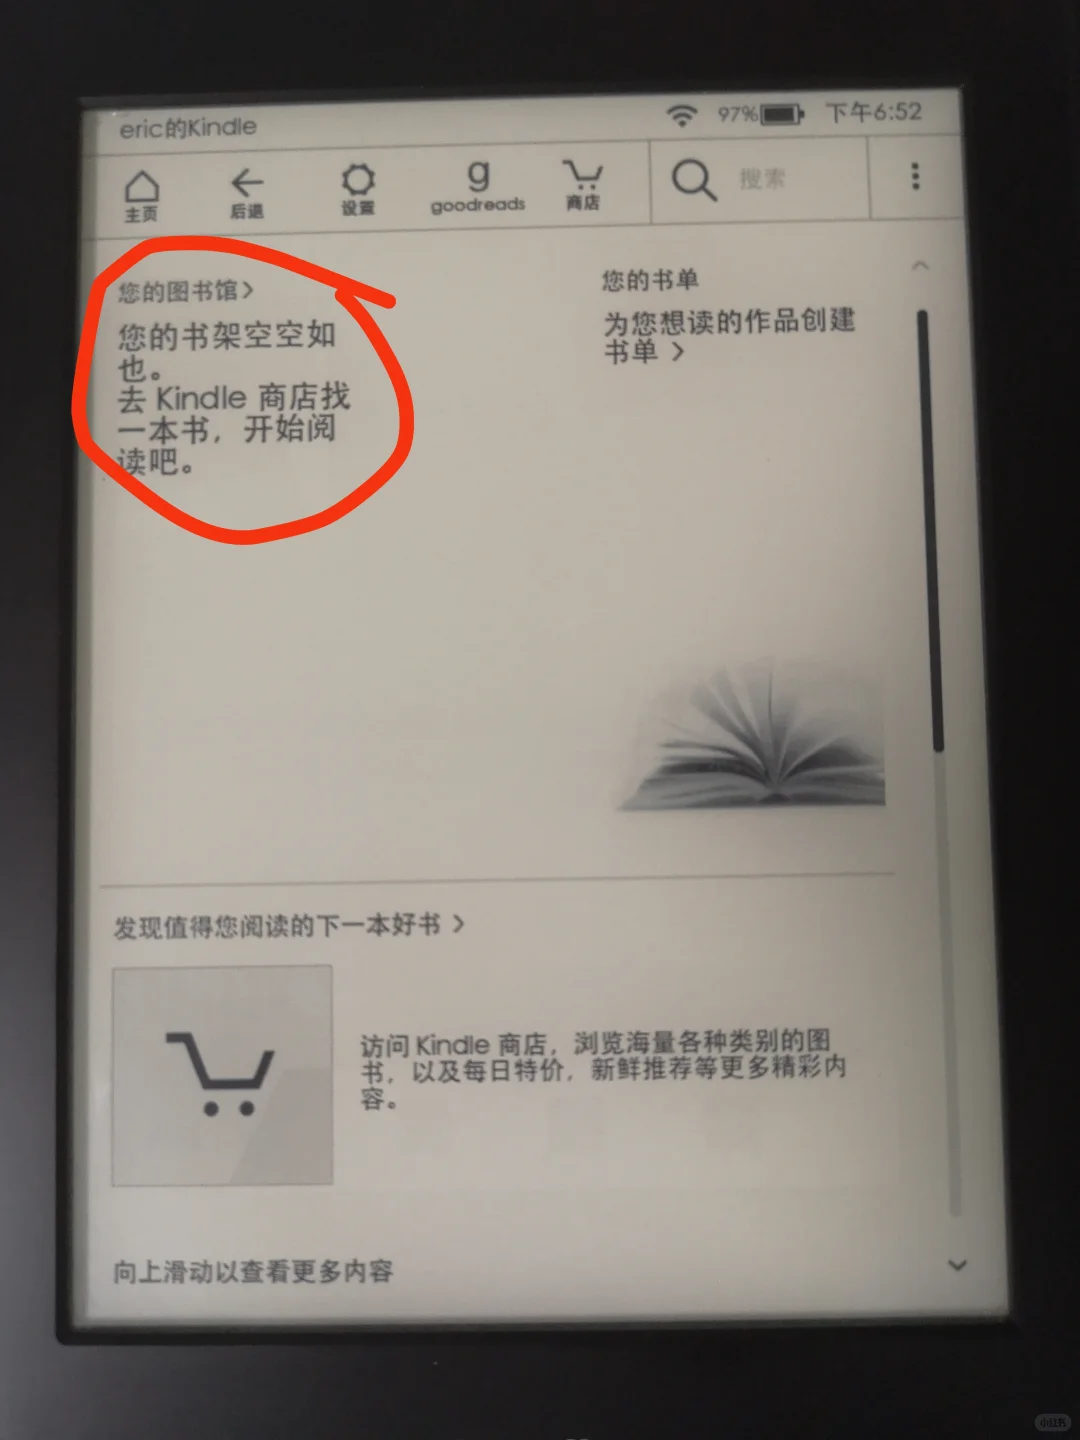 eric的Kindle
97%
下午6:52
主页
后退
设置
goodreads
商店
搜索
您的图书馆
您的书架空空如
也。
去 Kindle 商店找
一本书，开始阅
读吧。
您的书单
为您想读的作品创建
书单
发现值得您阅读的下一本好书
访问 Kindle 商店，浏览海量各种类别的图
书，以及每日特价，新鲜推荐等更多精彩内
容。
向上滑动以查看更多内容
小红书